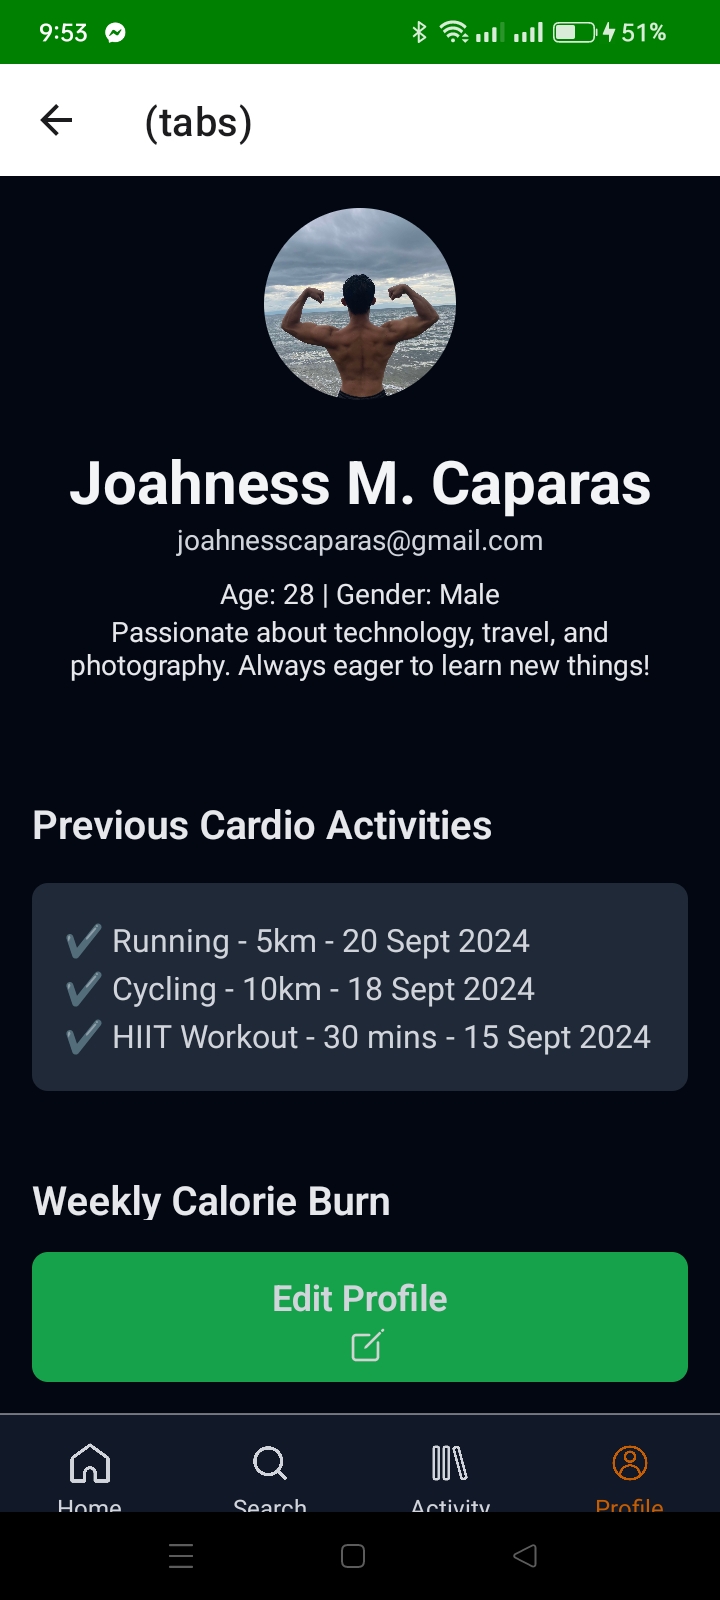 9:53 51%
(tabs)
Joahness M. Caparas
joahnesscaparas@gmail.com
Age: 28 | Gender: Male
Passionate about technology, travel, and
photography. Always eager to learn new things!
Previous Cardio Activities
✔ Running - 5km - 20 Sept 2024
✔ Cycling - 10km - 18 Sept 2024
✔ HIIT Workout - 30 mins - 15 Sept 2024
Weekly Calorie Burn
Edit Profile
Home Search Activity Profile